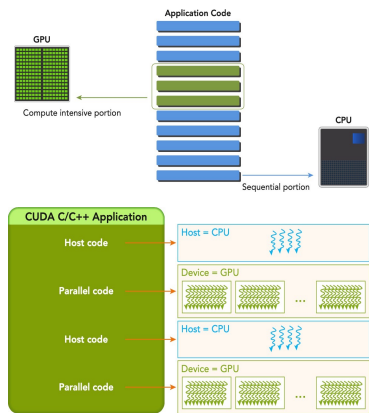 Application Code
GPU
Compute intensive portion
CPU
Sequential portion
CUDA C/C++ Application
Host code
Host = CPU
Parallel code
Device = GPU
...
Host code
Host = CPU
Parallel code
Device = GPU
...